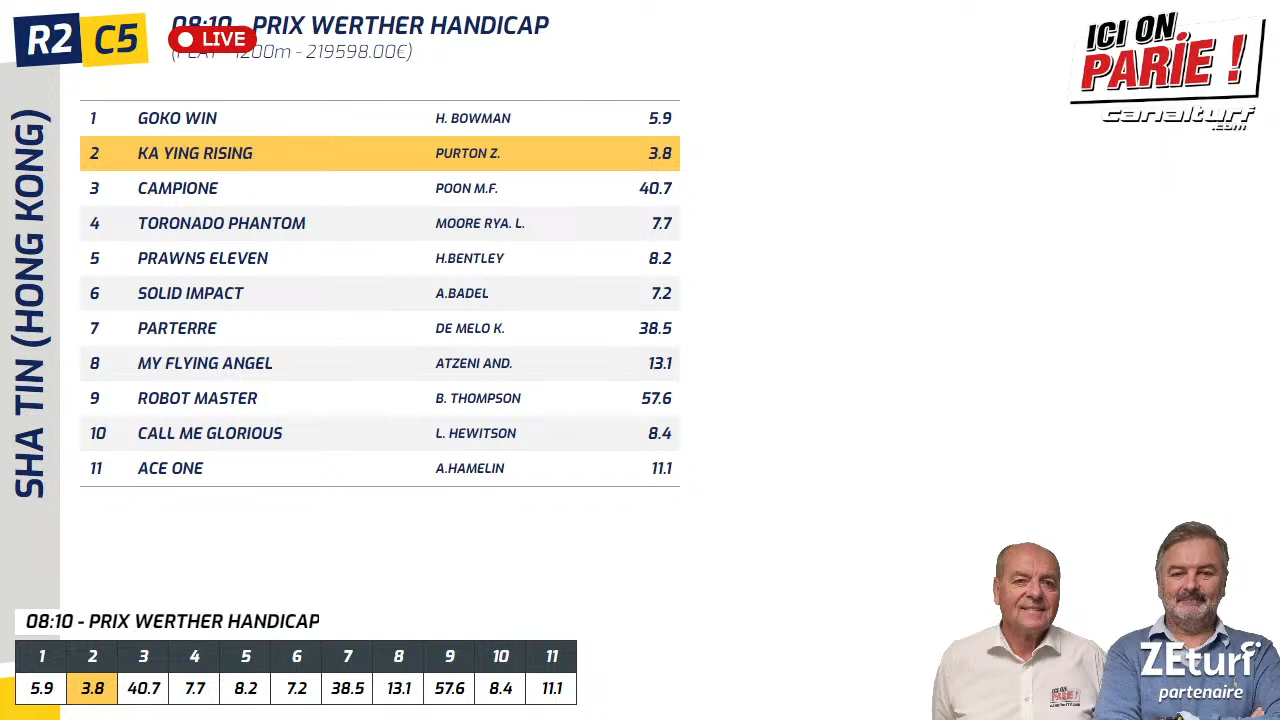 R2 C5
08:10 - PRIX WERTHER HANDICAP
LIVE
1200m - 219598.00€)
ICI ON
PARIE !
canalturf
.com
SHA TIN (HONG KONG)
1 GOKO WIN H. BOWMAN 5.9
2 KA YING RISING PURTON Z. 3.8
3 CAMPIONE POON M.F. 40.7
4 TORONADO PHANTOM MOORE RYA. L. 7.7
5 PRAWNS ELEVEN H.BENTLEY 8.2
6 SOLID IMPACT A.BADEL 7.2
7 PARTERRE DE MELO K. 38.5
8 MY FLYING ANGEL ATZENI AND. 13.1
9 ROBOT MASTER B. THOMPSON 57.6
10 CALL ME GLORIOUS L. HEWITSON 8.4
11 ACE ONE A.HAMELIN 11.1
08:10 - PRIX WERTHER HANDICAP
1 2 3 4 5 6 7 8 9 10 11
5.9 3.8 40.7 7.7 8.2 7.2 38.5 13.1 57.6 8.4 11.1
PARIE !
ZEturf
partenaire